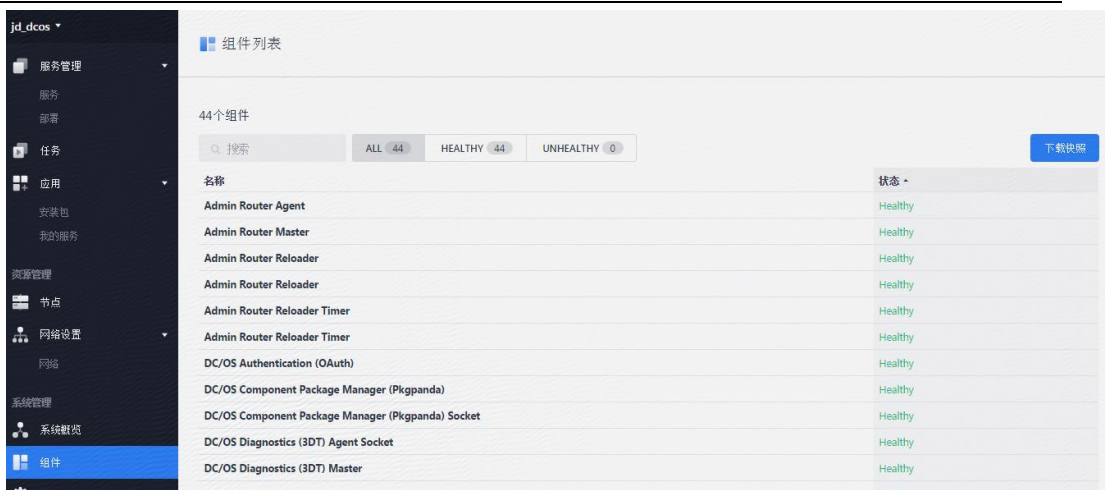 jd_dcos
服务管理
服务
部署
任务
应用
安装包
我的服务
资源管理
节点
网络设置
网络
系统管理
系统概览
组件
组件列表
44个组件
搜索 ALL 44 HEALTHY 44 UNHEALTHY 0 下载快照
名称 状态
Admin Router Agent Healthy
Admin Router Master Healthy
Admin Router Reloader Healthy
Admin Router Reloader Healthy
Admin Router Reloader Timer Healthy
Admin Router Reloader Timer Healthy
DC/OS Authentication (OAuth) Healthy
DC/OS Component Package Manager (Pkgpanda) Healthy
DC/OS Component Package Manager (Pkgpanda) Socket Healthy
DC/OS Diagnostics (3DT) Agent Socket Healthy
DC/OS Diagnostics (3DT) Master Healthy